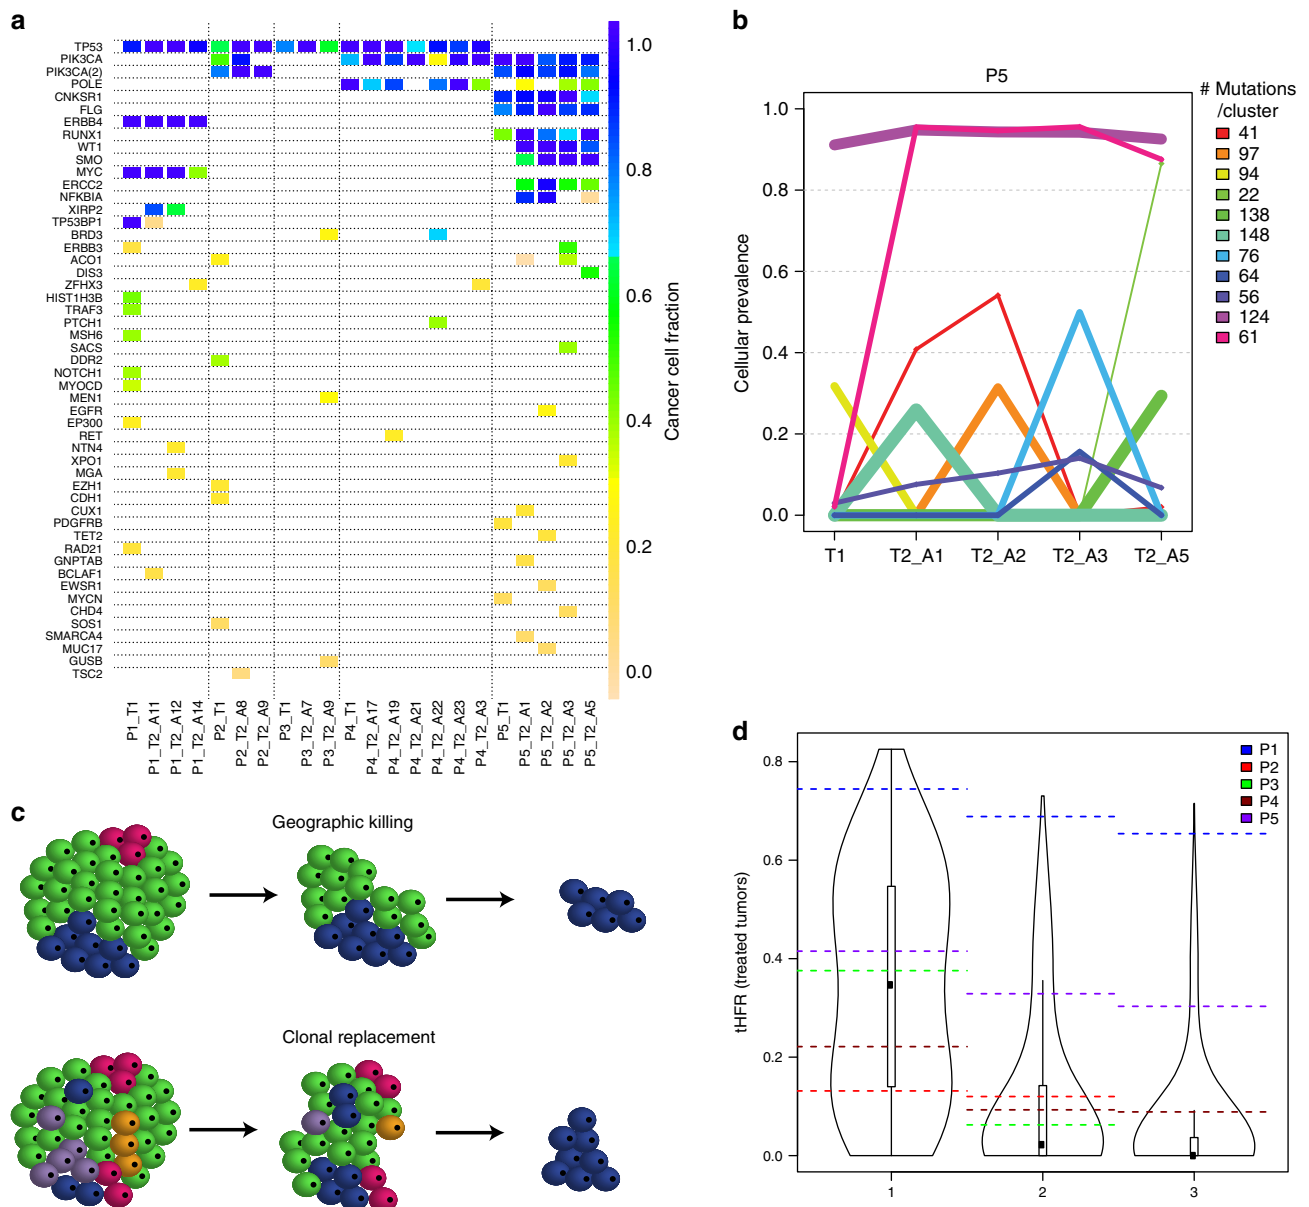 a
TP53
PIK3CA
PIK3CA(2)
POLE
CNKSR1
FLG
ERBB4
RUNX1
WT1
SMO
MYC
ERCC2
NFKBIA
XIRP2
TP53BP1
BRD3
ERBB3
ACO1
DIS3
ZFHX3
HIST1H3B
TRAF3
PTCH1
MSH6
SACS
DDR2
NOTCH1
MYOCD
MEN1
EGFR
EP300
RET
NTN4
XPO1
MGA
EZH1
CDH1
CUX1
PDGFRB
TET2
RAD21
GNPTAB
BCLAF1
EWSR1
MYCN
CHD4
SOS1
SMARCA4
MUC17
GUSB
TSC2
P1_T1
P1_T2_A11
P1_T2_A12
P1_T2_A14
P2_T1
P2_T2_A8
P2_T2_A9
P3_T1
P3_T2_A7
P3_T2_A9
P4_T1
P4_T2_A17
P4_T2_A19
P4_T2_A21
P4_T2_A22
P4_T2_A23
P4_T2_A3
P5_T1
P5_T2_A1
P5_T2_A2
P5_T2_A3
P5_T2_A5
1.0
0.8
0.6
0.4
0.2
0.0
Cancer cell fraction
b
P5
Cellular prevalence
1.0
0.8
0.6
0.4
0.2
0.0
T1
T2_A1
T2_A2
T2_A3
T2_A5
# Mutations
/cluster
41
97
94
22
138
148
76
64
56
124
61
c
Geographic killing
Clonal replacement
d
tHFR (treated tumors)
0.8
0.6
0.4
0.2
0.0
1
2
3
P1
P2
P3
P4
P5